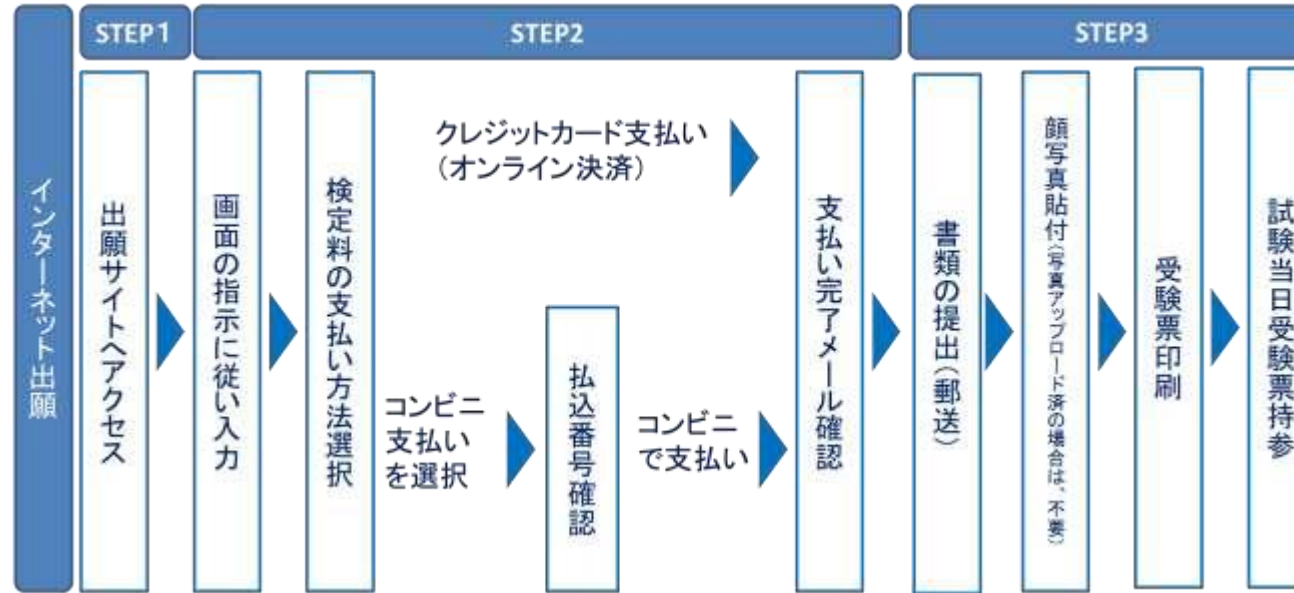 インターネット出願
STEP1
STEP2
STEP3
出願サイトへアクセス
画面の指示に従い入力
検定料の支払い方法選択
クレジットカード支払い
（オンライン決済）
コンビニ
支払い
を選択
払込番号確認
コンビニ
で支払い
支払い完了メール確認
書類の提出（郵送）
顔写真貼付（写真アップロード済の場合は、不要）
受験票印刷
試験当日受験票持参